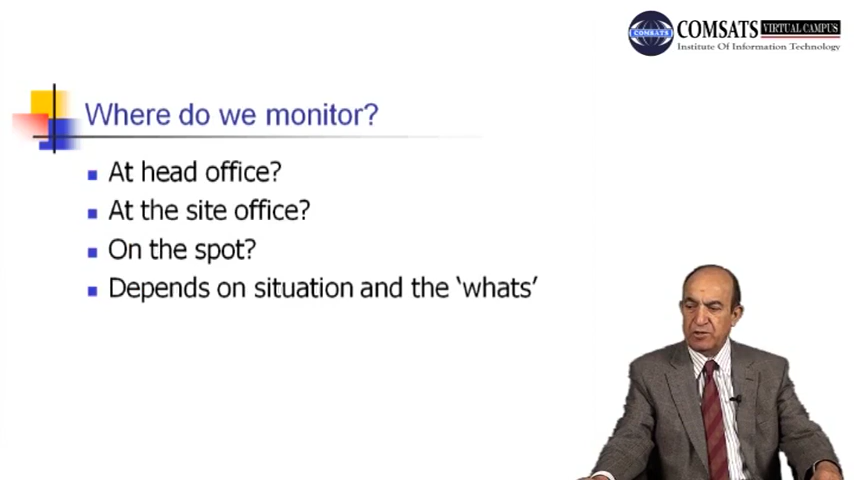 COMSATS
COMSATS VIRTUAL CAMPUS
Institute Of Information Technology
Where do we monitor?
At head office?
At the site office?
On the spot?
Depends on situation and the ‘whats’